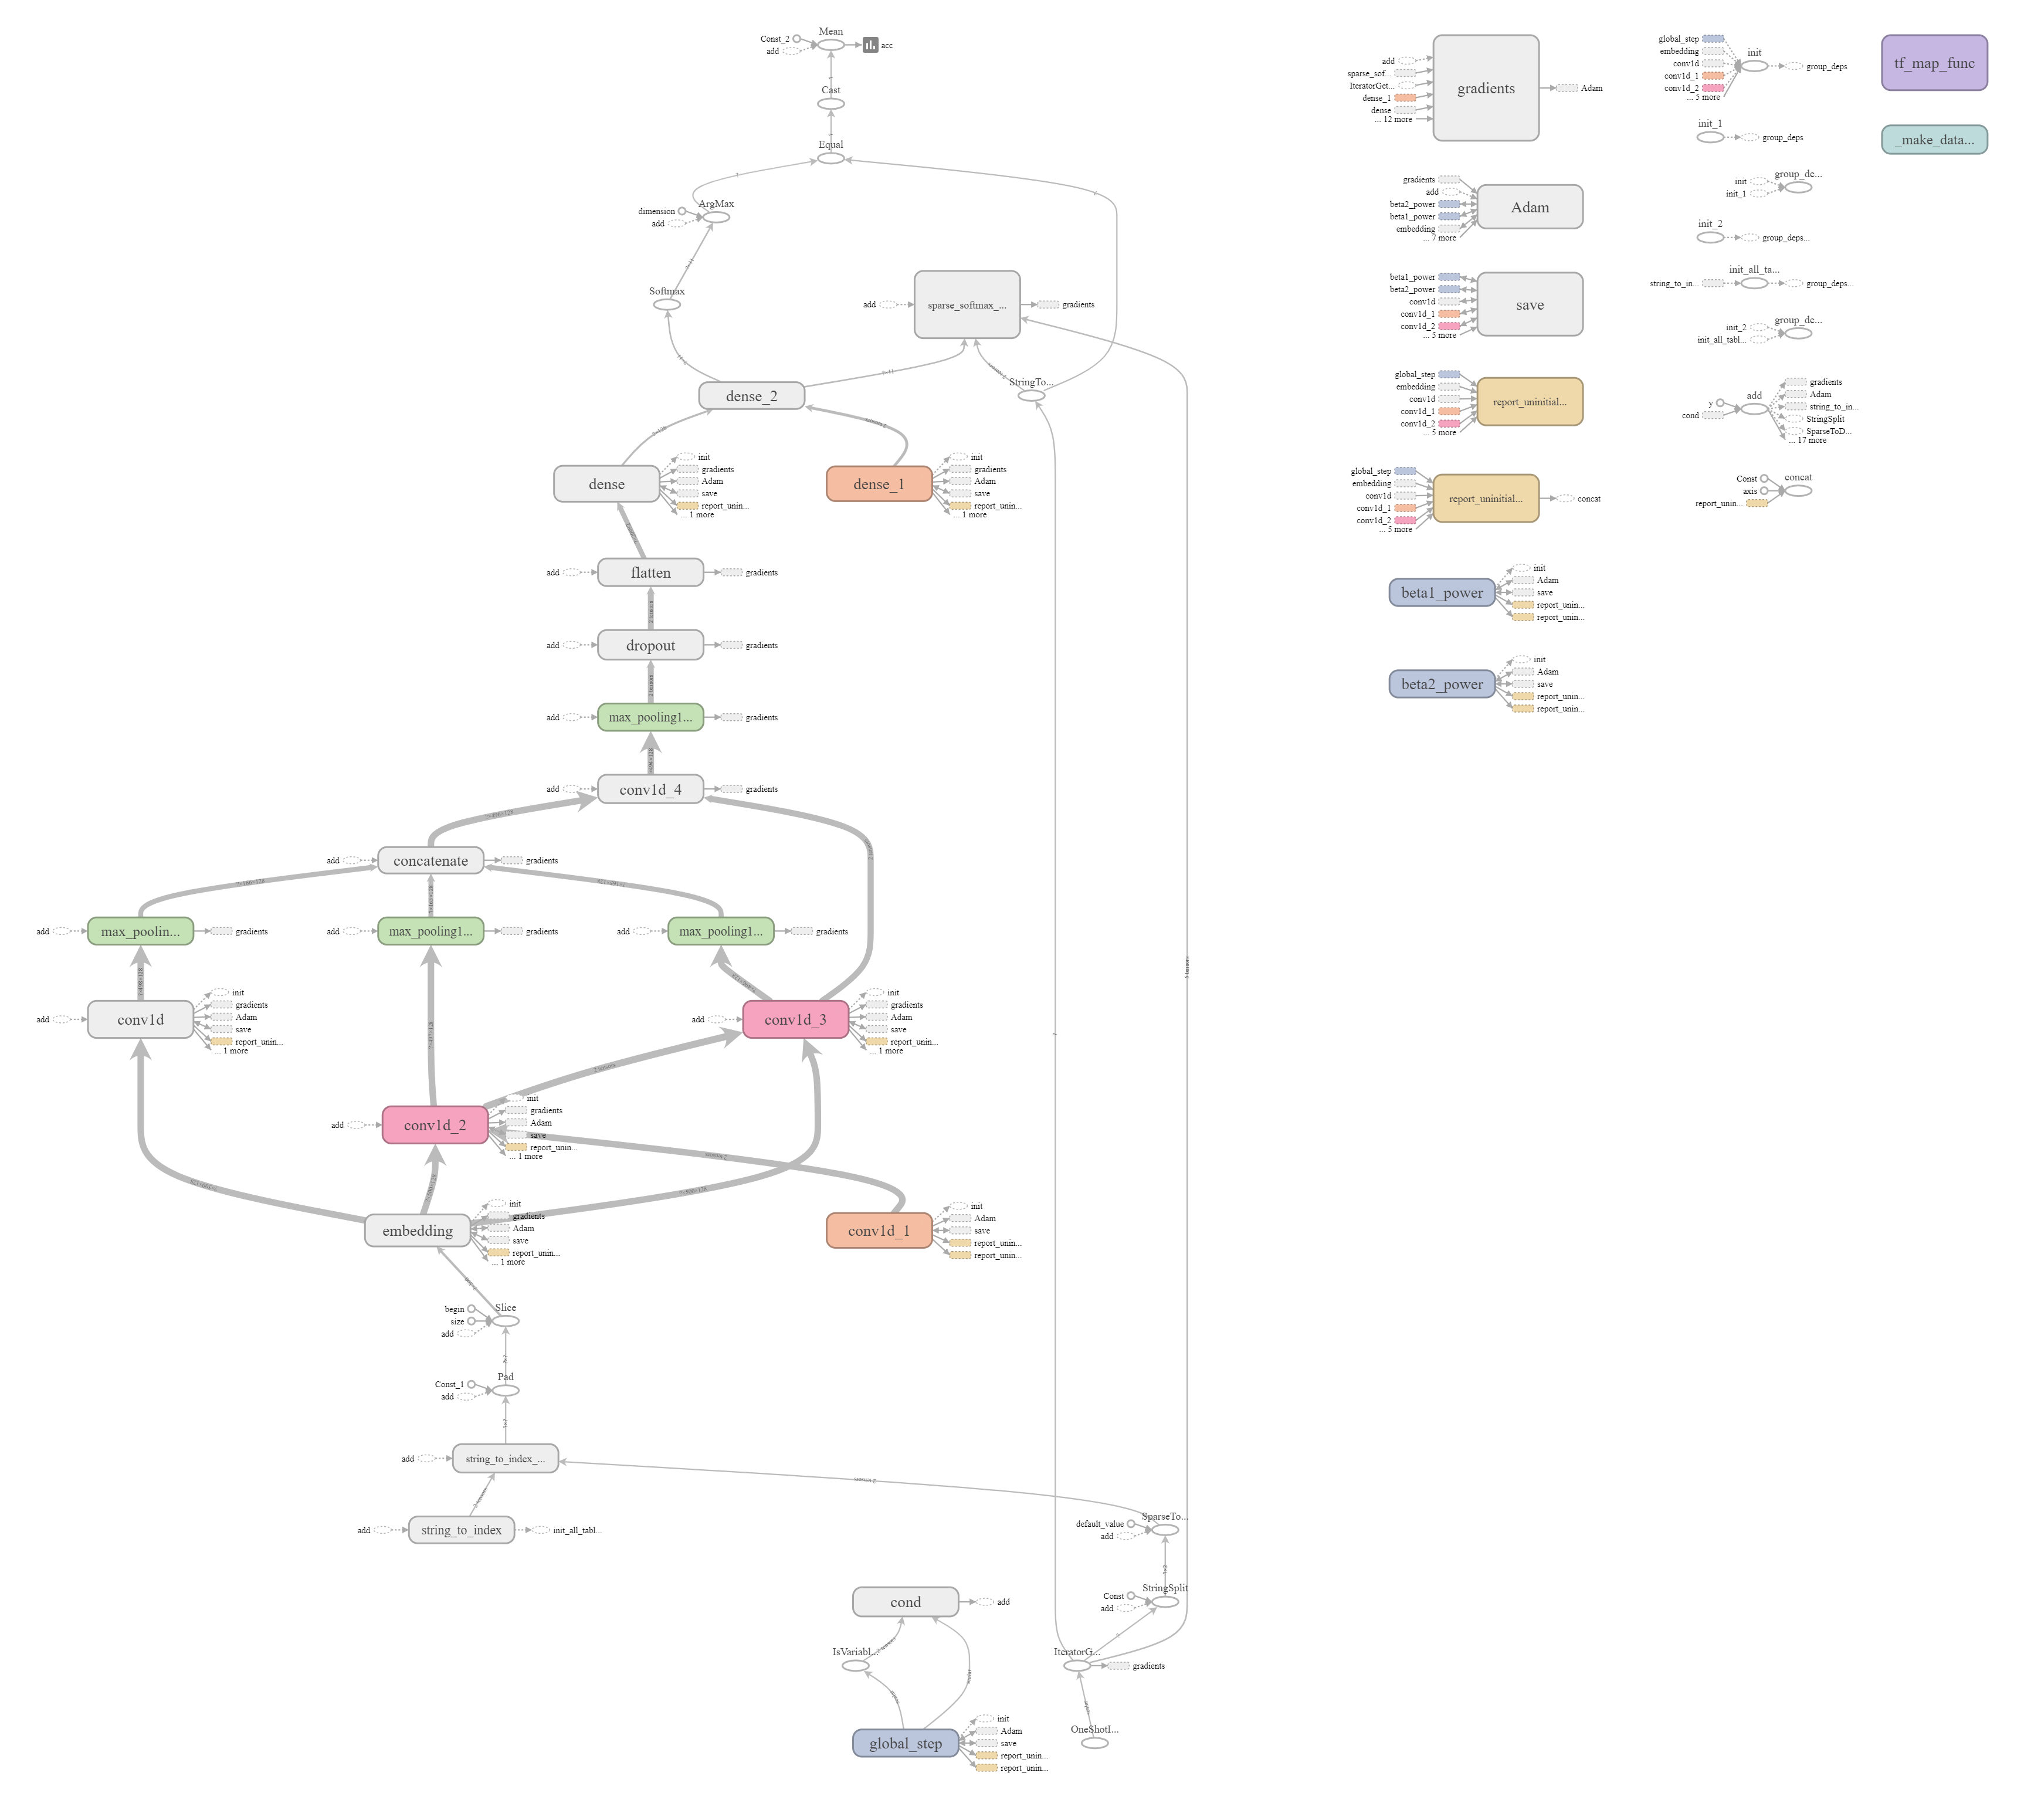 Mean
Const_2
add
acc
Cast
Equal
ArgMax
dimension
add
Softmax
add
sparse_softmax_...
gradients
dense_2
StringTo...
dense
init
gradients
Adam
save
report_unin...
... 1 more
dense_1
init
gradients
Adam
save
report_unin...
... 1 more
add
flatten
gradients
add
dropout
gradients
add
max_pooling1...
gradients
add
conv1d_4
gradients
add
concatenate
gradients
add
max_poolin...
gradients
add
max_pooling1...
gradients
add
max_pooling1...
gradients
add
conv1d
init
gradients
Adam
save
report_unin...
... 1 more
add
conv1d_3
init
gradients
Adam
save
report_unin...
... 1 more
add
conv1d_2
init
gradients
Adam
save
report_unin...
... 1 more
embedding
init
gradients
Adam
save
report_unin...
... 1 more
conv1d_1
init
Adam
save
report_unin...
report_unin...
Slice
begin
size
add
Pad
Const_1
add
add
string_to_index_...
add
string_to_index
init_all_tabl...
SparseTo...
default_value
add
StringSplit
Const
add
cond
add
IsVariabl...
IteratorG...
gradients
global_step
init
Adam
save
report_unin...
report_unin...
OneShotI...
add
sparse_sof...
IteratorGet...
dense_1
dense
... 12 more
gradients
Adam
gradients
add
beta2_power
beta1_power
embedding
... 7 more
Adam
beta1_power
beta2_power
conv1d
conv1d_1
conv1d_2
... 5 more
save
global_step
embedding
conv1d
conv1d_1
conv1d_2
... 5 more
report_uninitial...
global_step
embedding
conv1d
conv1d_1
conv1d_2
... 5 more
report_uninitial...
concat
beta1_power
init
Adam
save
report_unin...
report_unin...
beta2_power
init
Adam
save
report_unin...
report_unin...
global_step
embedding
conv1d
conv1d_1
conv1d_2
... 5 more
init
group_deps
init_1
group_deps
group_de...
init
init_1
init_2
group_deps...
init_all_ta...
string_to_in...
group_deps...
group_de...
init_2
init_all_tabl...
add
y
cond
gradients
Adam
string_to_in...
StringSplit
SparseToD...
... 17 more
concat
Const
axis
report_unin...
tf_map_func
_make_data...